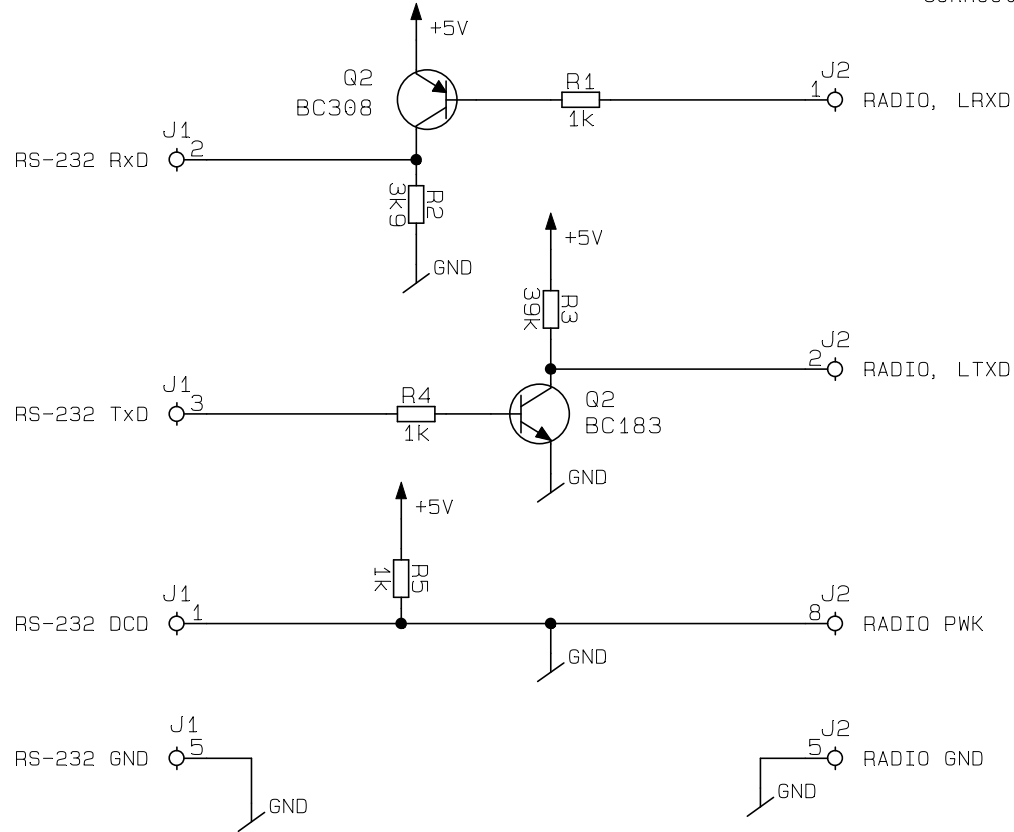 +5V
Q2
BC308
R1
1k
J2
1
RADIO, LRXD
J1
2
RS-232 RxD
R2
3k9
GND
+5V
R3
39K
J2
2
RADIO, LTXD
J1
3
RS-232 TxD
R4
1k
Q2
BC183
GND
+5V
R5
1k
J1
1
RS-232 DCD
J2
8
RADIO PWK
GND
J1
5
RS-232 GND
GND
J2
5
RADIO GND
GND